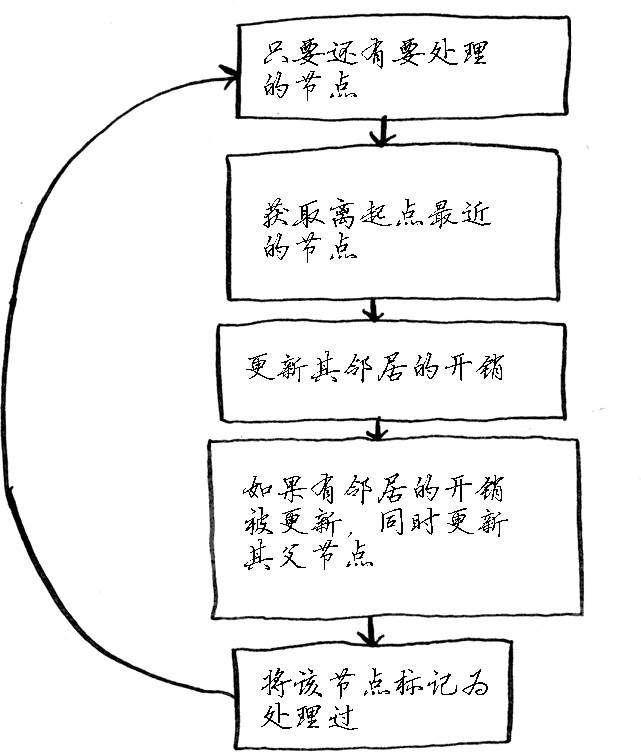 只要还有要处理
的节点
获取离起点最近
的节点
更新其邻居的开销
如果有邻居的开销
被更新，同时更新
其父节点
将该节点标记为
处理过